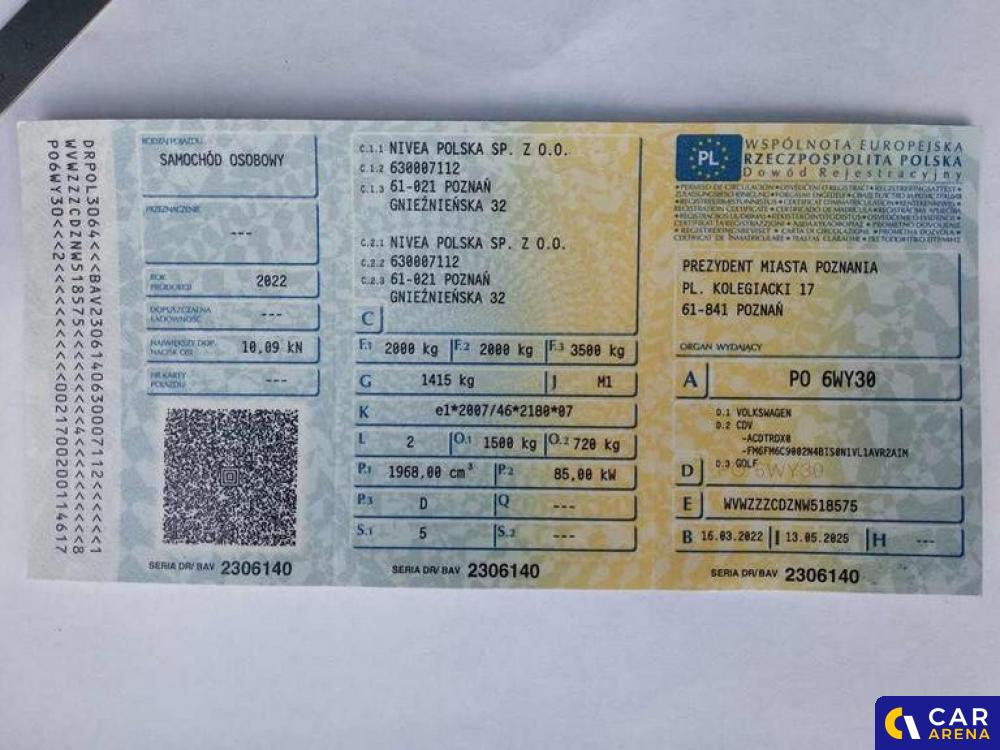 DRPOL3064<<<BAV2306140630007112<<<<<<1
WVWZZZCDZNW518575<<<<<<<4<<<<<<<<<<<<8
PO6WY30<<<2<<<<<<<<<<<<0021700200114617
RODZAJ POJAZDU
SAMOCHÓD OSOBOWY
PRZEZNACZENIE
---
ROK PRODUKCJI 2022
DOPUSZCZALNA ŁADOWNOŚĆ ---
NAJWIĘKSZY DOP. NACISK OSI 10,09 kN
NR KARTY POJAZDU ---
SERIA DR/BAV 2306140
C.1.1 NIVEA POLSKA SP. Z O.O.
C.1.2 630007112
C.1.3 61-021 POZNAŃ
GNIEŹNIEŃSKA 32
C.2.1 NIVEA POLSKA SP. Z O.O.
C.2.2 630007112
C.2.3 61-021 POZNAŃ
GNIEŹNIEŃSKA 32
C
F.1 2000 kg F.2 2000 kg F.3 3500 kg
G 1415 kg J M1
K e1*2007/46*2180*07
L 2 O.1 1500 kg O.2 720 kg
P.1 1968,00 cm³ P.2 85,00 kW
P.3 D Q ---
S.1 5 S.2 ---
SERIA DR/BAV 2306140
PL
WSPÓLNOTA EUROPEJSKA
RZECZPOSPOLITA POLSKA
Dowód Rejestracyjny
PREZYDENT MIASTA POZNANIA
PL. KOLEGIACKI 17
61-841 POZNAŃ
ORGAN WYDAJĄCY
A PO 6WY30
D.1 VOLKSWAGEN
D.2 CDV
-ACDTRDX0
-FM6FM6C9002N4BIS0N1VL1AVR2AIN
D D.3 GOLF
E WVWZZZCDZNW518575
B 16.03.2022 I 13.05.2025 H ---
SERIA DR/BAV 2306140
CAR
ARENA